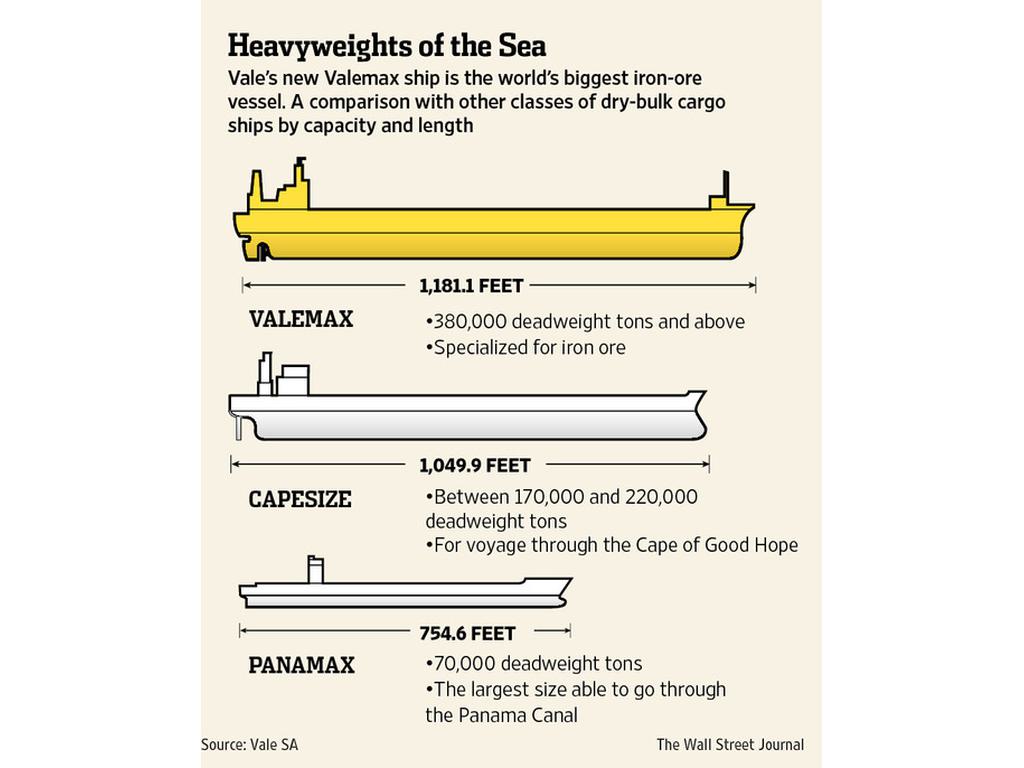 Heavyweights of the Sea
Vale's new Valemax ship is the world's biggest iron-ore
vessel. A comparison with other classes of dry-bulk cargo
ships by capacity and length
1,181.1 FEET
VALEMAX
•380,000 deadweight tons and above
•Specialized for iron ore
1,049.9 FEET
CAPESIZE
•Between 170,000 and 220,000
deadweight tons
•For voyage through the Cape of Good Hope
754.6 FEET
PANAMAX
•70,000 deadweight tons
•The largest size able to go through
the Panama Canal
Source: Vale SA
The Wall Street Journal